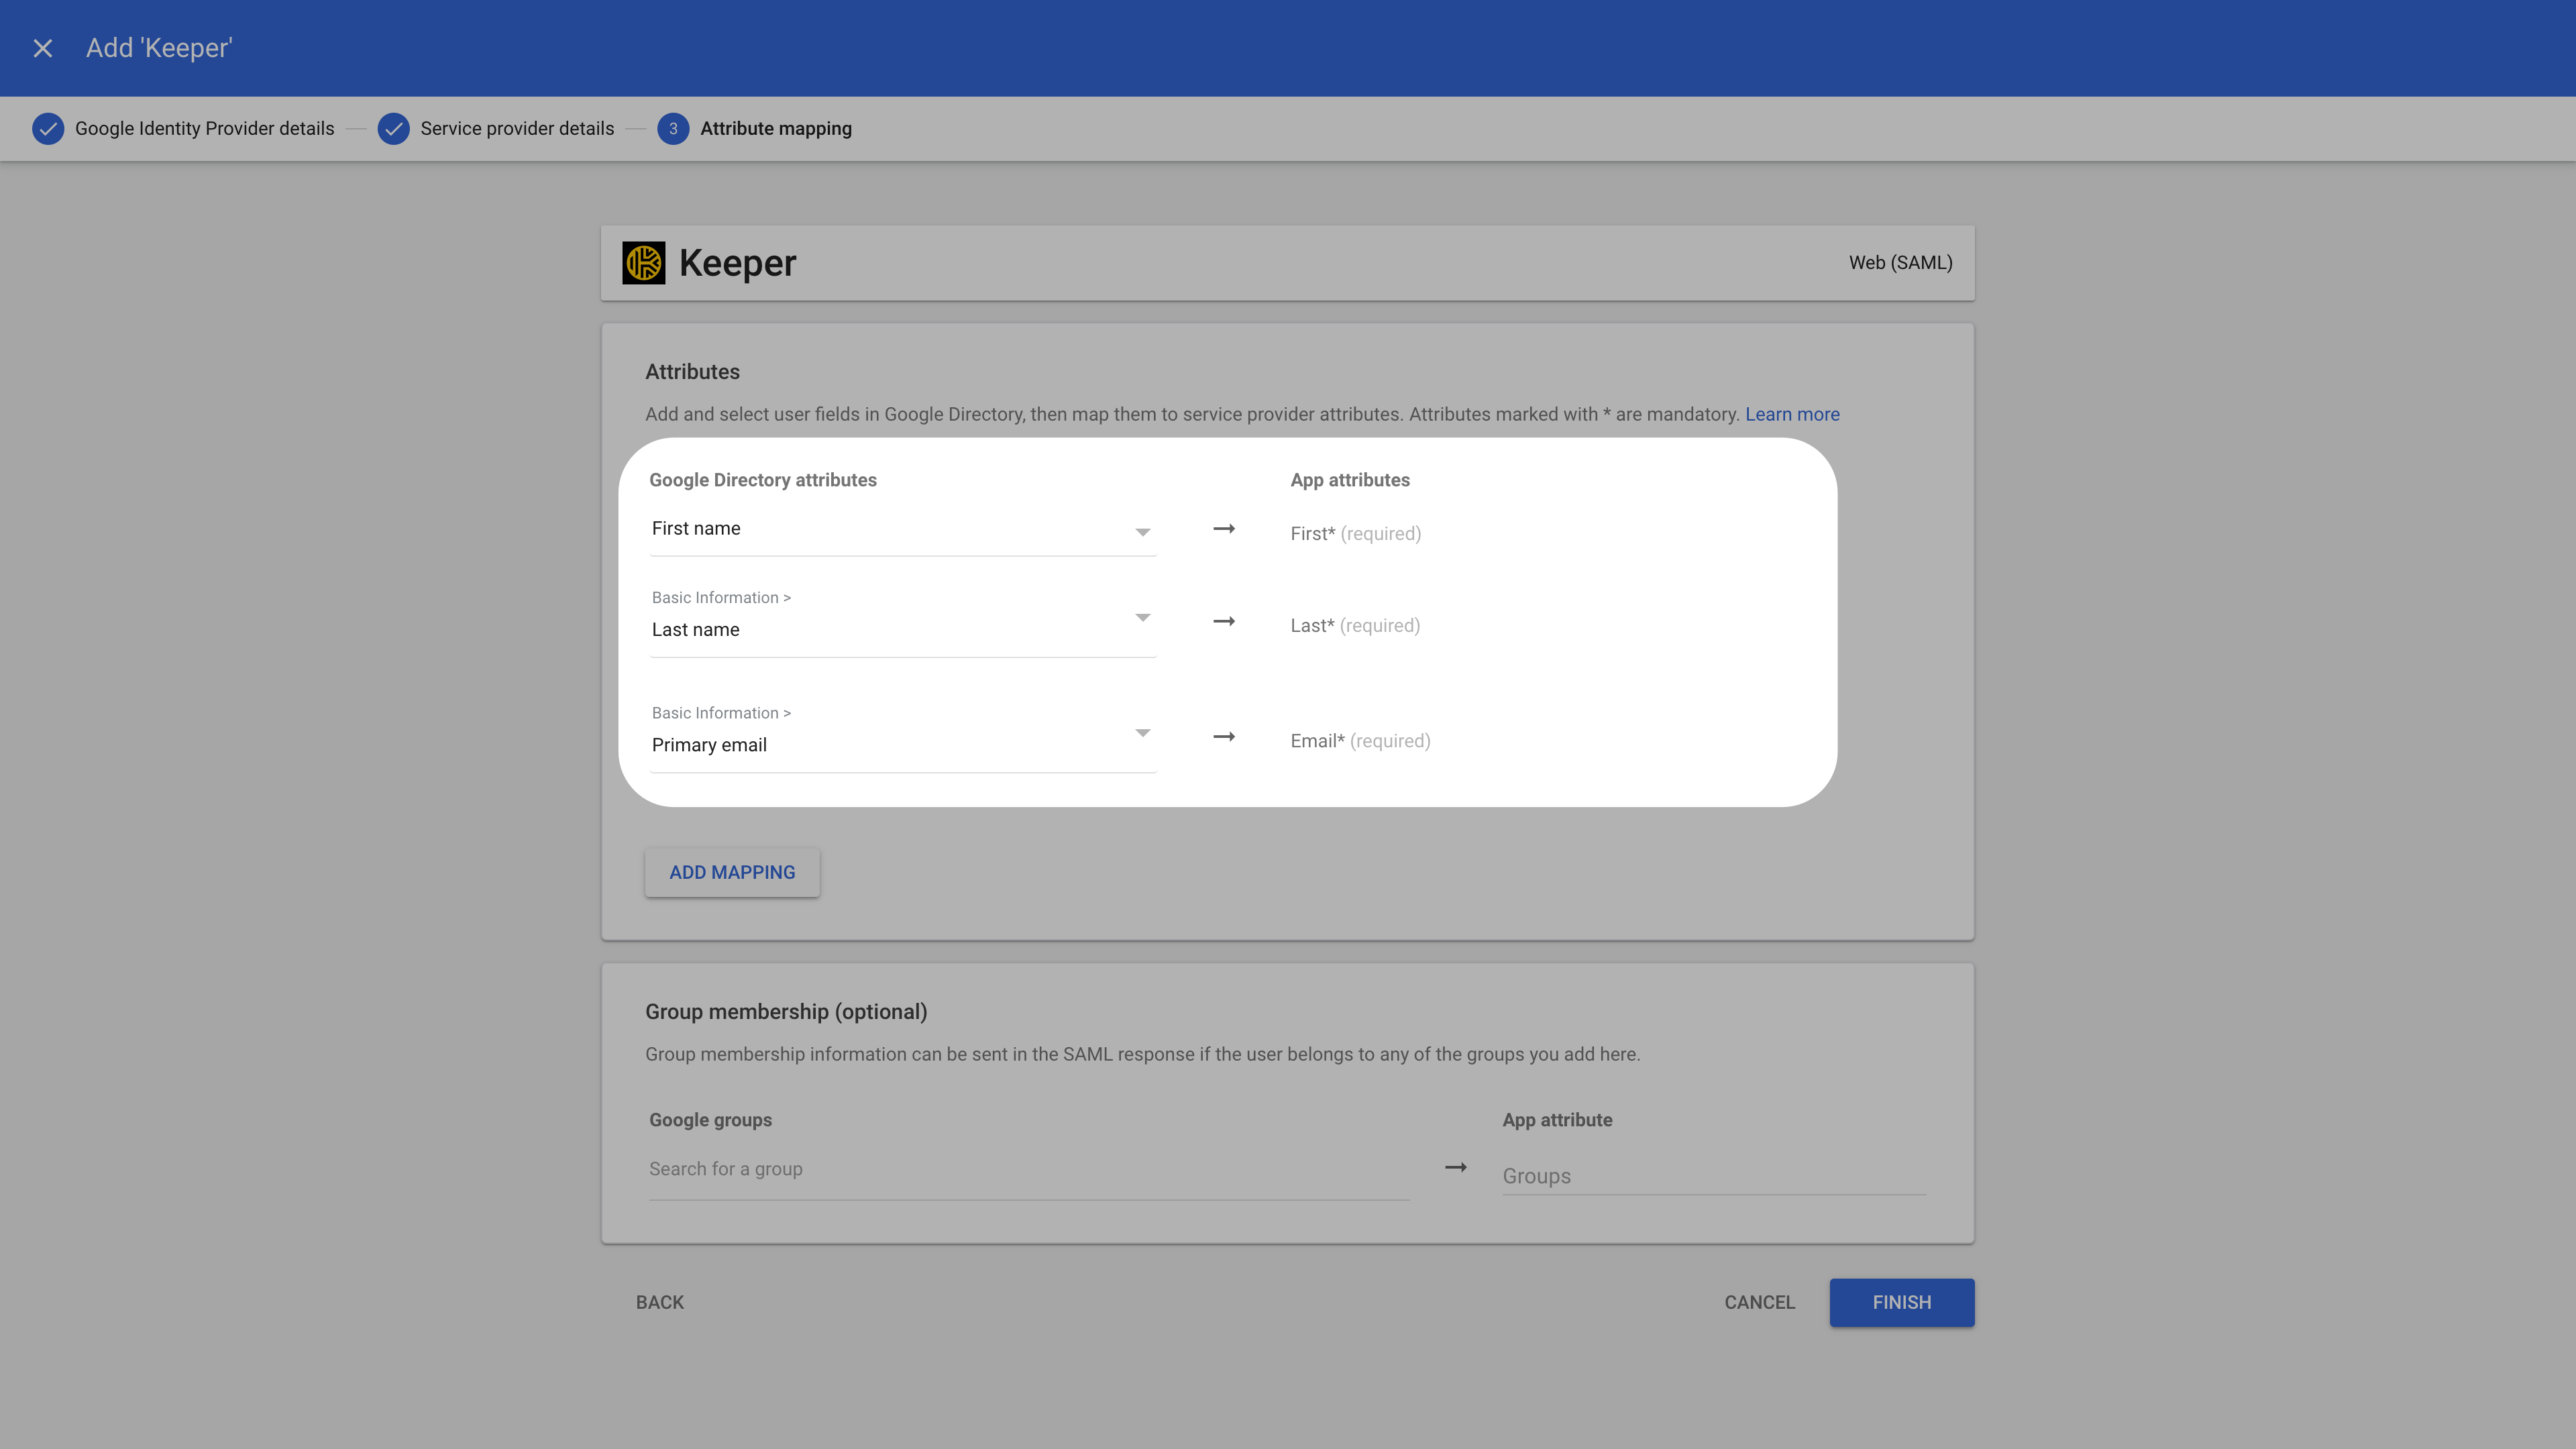 Add 'Keeper'
Google Identity Provider details
Service provider details
3 Attribute mapping
Keeper
Web (SAML)
Attributes
Add and select user fields in Google Directory, then map them to service provider attributes. Attributes marked with * are mandatory. Learn more
Google Directory attributes
App attributes
First name
First* (required)
Basic Information >
Last name
Last* (required)
Basic Information >
Primary email
Email* (required)
ADD MAPPING
Group membership (optional)
Group membership information can be sent in the SAML response if the user belongs to any of the groups you add here.
Google groups
App attribute
Search for a group
Groups
BACK
CANCEL
FINISH